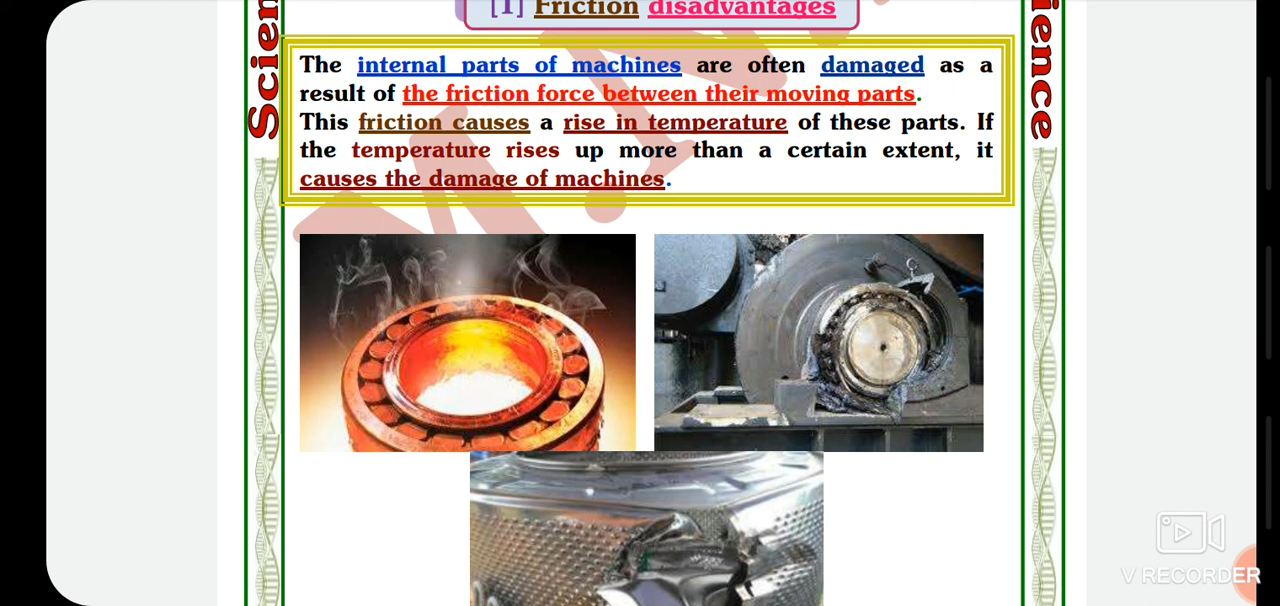 [1] Friction disadvantages
Scien
ience
The internal parts of machines are often damaged as a
result of the friction force between their moving parts.
This friction causes a rise in temperature of these parts. If
the temperature rises up more than a certain extent, it
causes the damage of machines.
V RECORDER